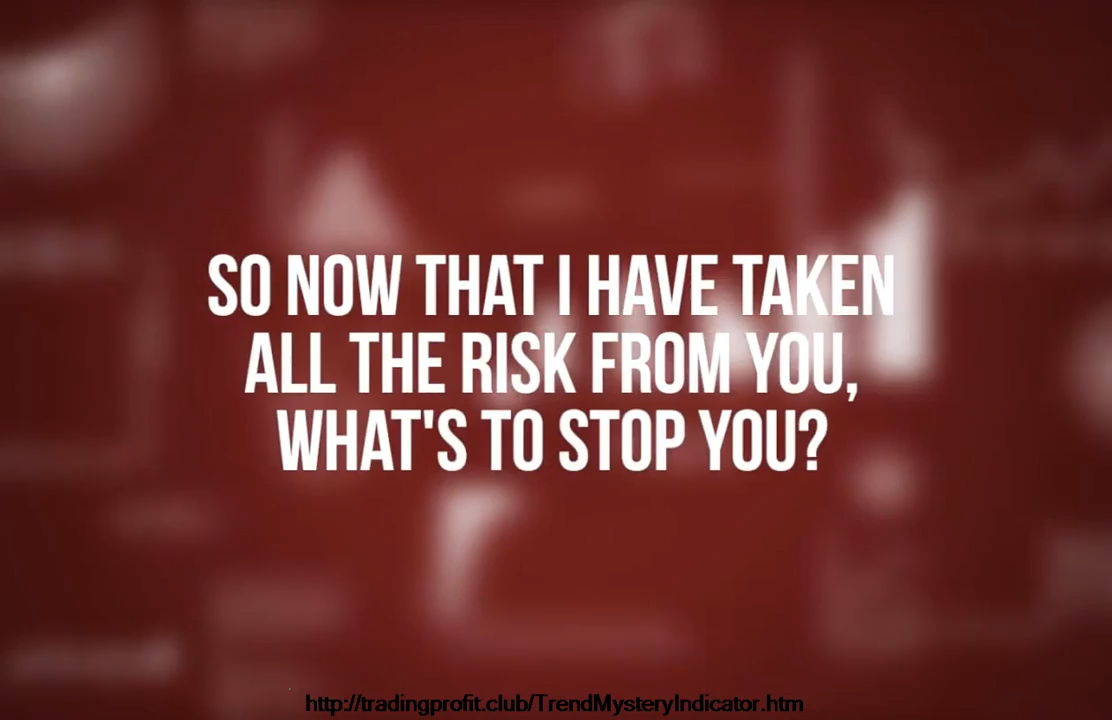 SO NOW THAT I HAVE TAKEN
ALL THE RISK FROM YOU,
WHAT'S TO STOP YOU?
http://tradingprofit.club/TrendMysteryIndicator.htm